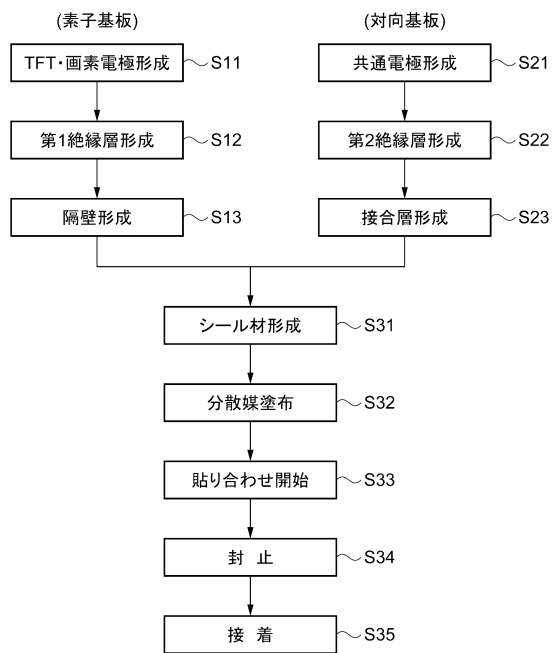 (素子基板)
(対向基板)
TFT・画素電極形成
S11
共通電極形成
S21
第1絶縁層形成
S12
第2絶縁層形成
S22
隔壁形成
S13
接合層形成
S23
シール材形成
S31
分散媒塗布
S32
貼り合わせ開始
S33
封 止
S34
接 着
S35